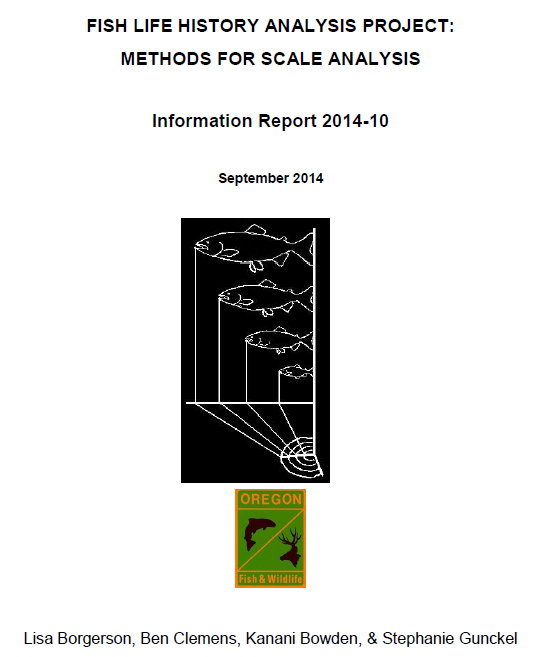 FISH LIFE HISTORY ANALYSIS PROJECT:
METHODS FOR SCALE ANALYSIS
Information Report 2014-10
September 2014
OREGON
Fish & Wildlife
Lisa Borgerson, Ben Clemens, Kanani Bowden, & Stephanie Gunckel